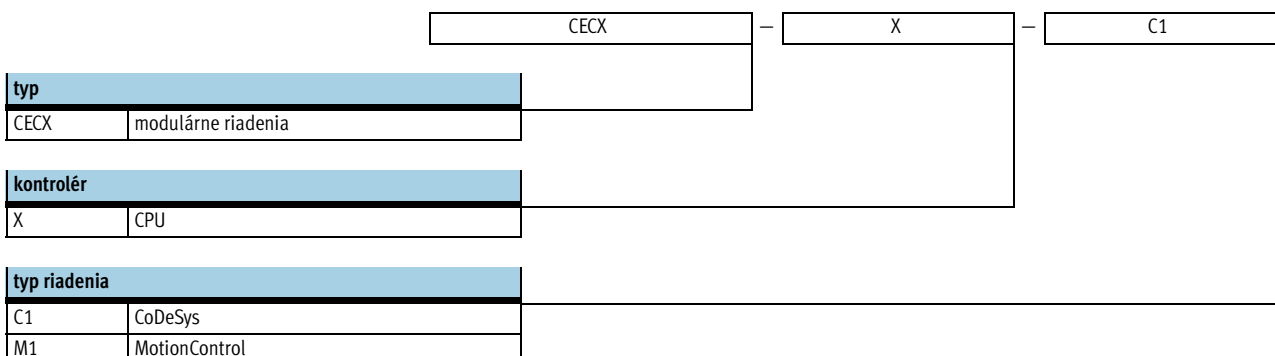 CECX – X – C1
typ
CECX modulárne riadenia
kontrolér
X CPU
typ riadenia
C1 CoDeSys
M1 MotionControl